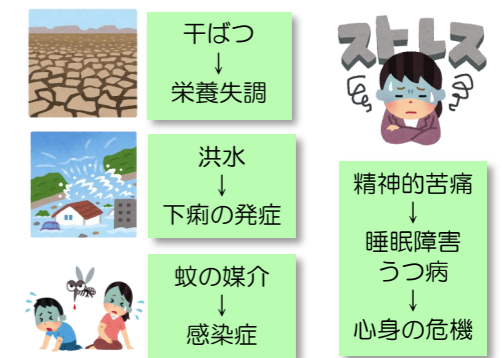 干ばつ
↓
栄養失調
洪水
↓
下痢の発症
蚊の媒介
↓
感染症
ストレス
精神的苦痛
↓
睡眠障害
うつ病
↓
心身の危機